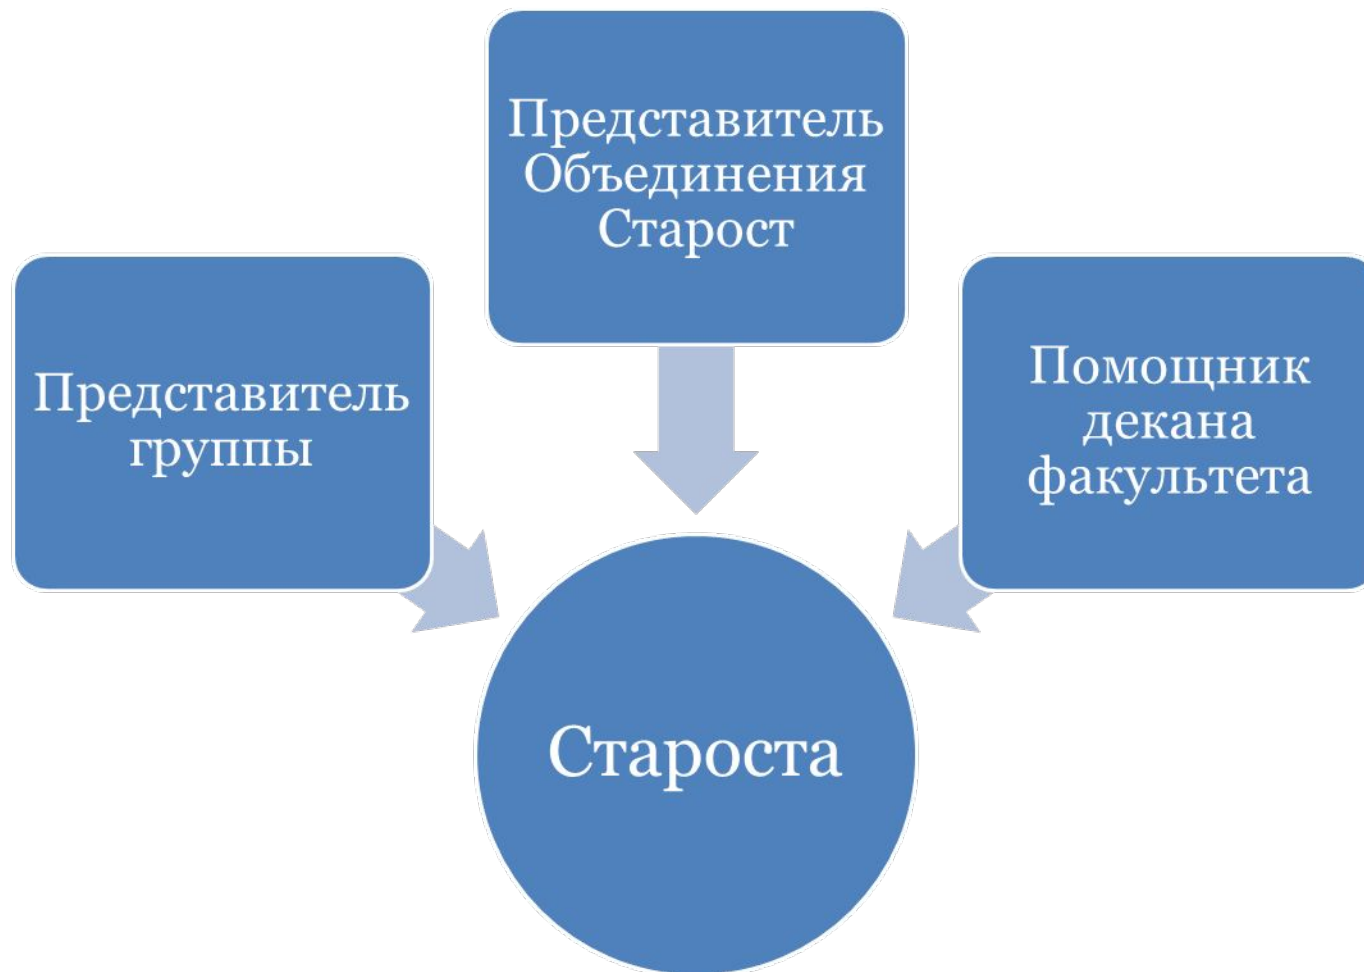 Представитель
Объединения
Старост
Представитель
группы
Помощник
декана
факультета
Староста